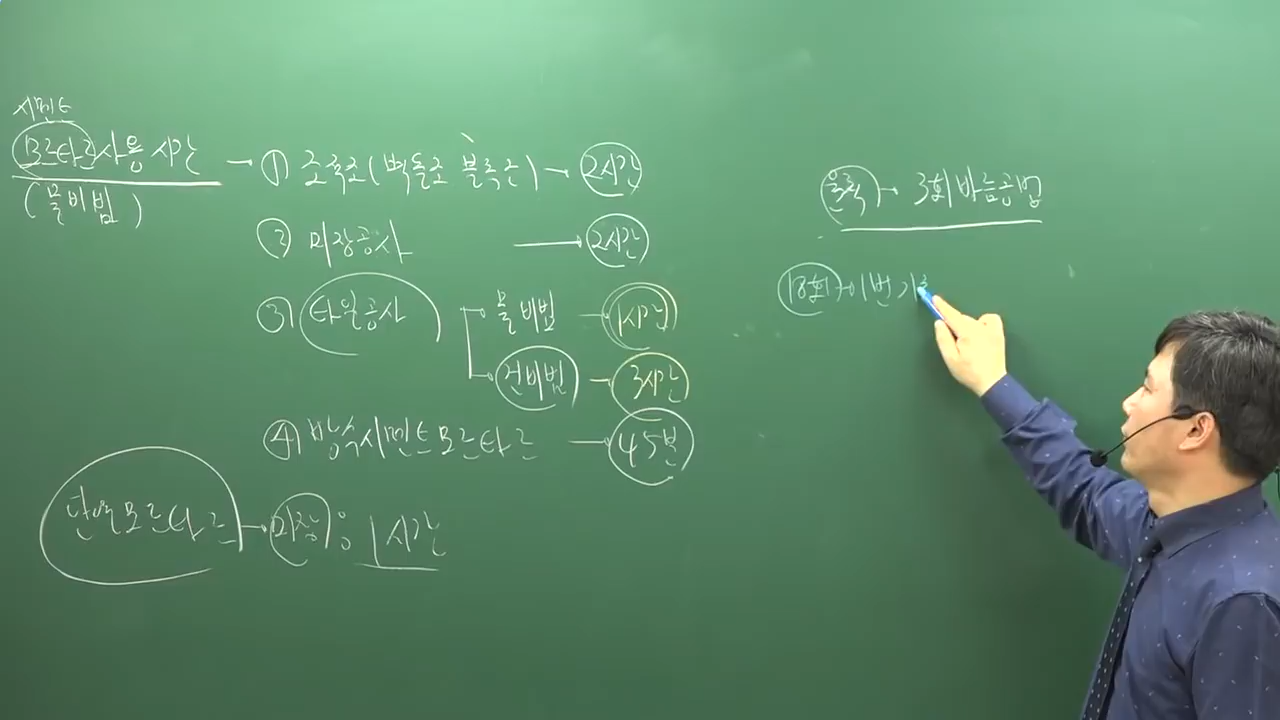 시멘트
모르타르 사용 시간 → ① 조적조(벽돌조 블록조) → 2시간
(물비빔)
② 미장공사 → 2시간
③ 타일공사 → 물비빔 → 1시간
→ 건비빔 → 3시간
④ 방수시멘트모르타르 → 45분
단열모르타르 → 미장: 1시간
→ 3회바름공법
18회 → 이번 기출